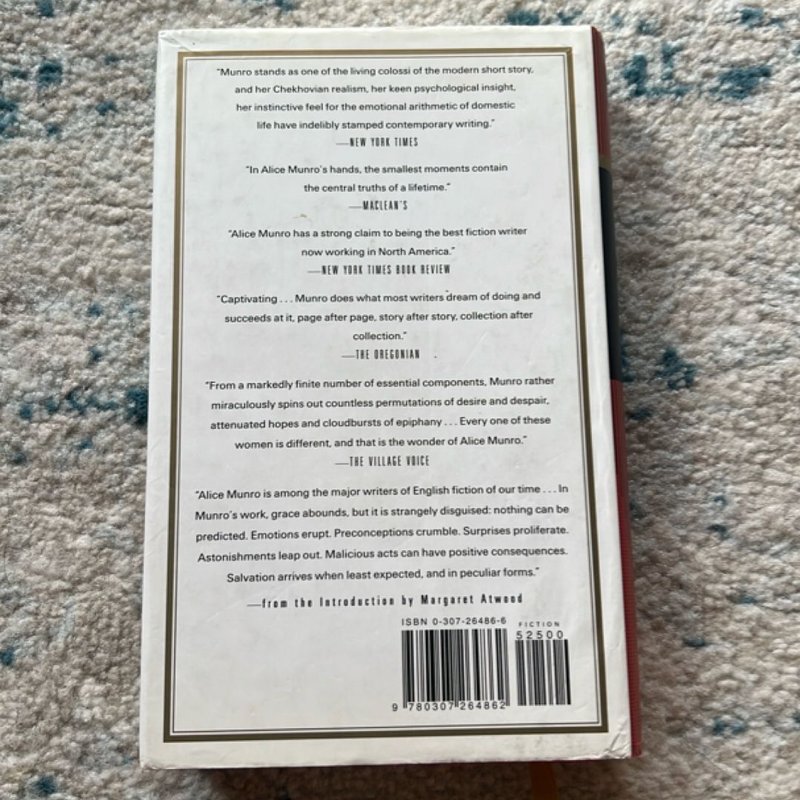 "Munro stands as one of the living colossi of the modern short story,
and her Chekhovian realism, her keen psychological insight,
her instinctive feel for the emotional arithmetic of domestic
life have indelibly stamped contemporary writing."
—NEW YORK TIMES
"In Alice Munro's hands, the smallest moments contain
the central truths of a lifetime."
—MACLEAN'S
"Alice Munro has a strong claim to being the best fiction writer
now working in North America."
—NEW YORK TIMES BOOK REVIEW
"Captivating . . . Munro does what most writers dream of doing and
succeeds at it, page after page, story after story, collection after
collection."
—THE OREGONIAN
"From a markedly finite number of essential components, Munro rather
miraculously spins out countless permutations of desire and despair,
attenuated hopes and cloudbursts of epiphany . . . Every one of these
women is different, and that is the wonder of Alice Munro."
—THE VILLAGE VOICE
"Alice Munro is among the major writers of English fiction of our time . . . In
Munro's work, grace abounds, but it is strangely disguised: nothing can be
predicted. Emotions erupt. Preconceptions crumble. Surprises proliferate.
Astonishments leap out. Malicious acts can have positive consequences.
Salvation arrives when least expected, and in peculiar forms."
—from the Introduction by Margaret Atwood
ISBN 0-307-26486-6
FICTION
52500
9 780307 264862